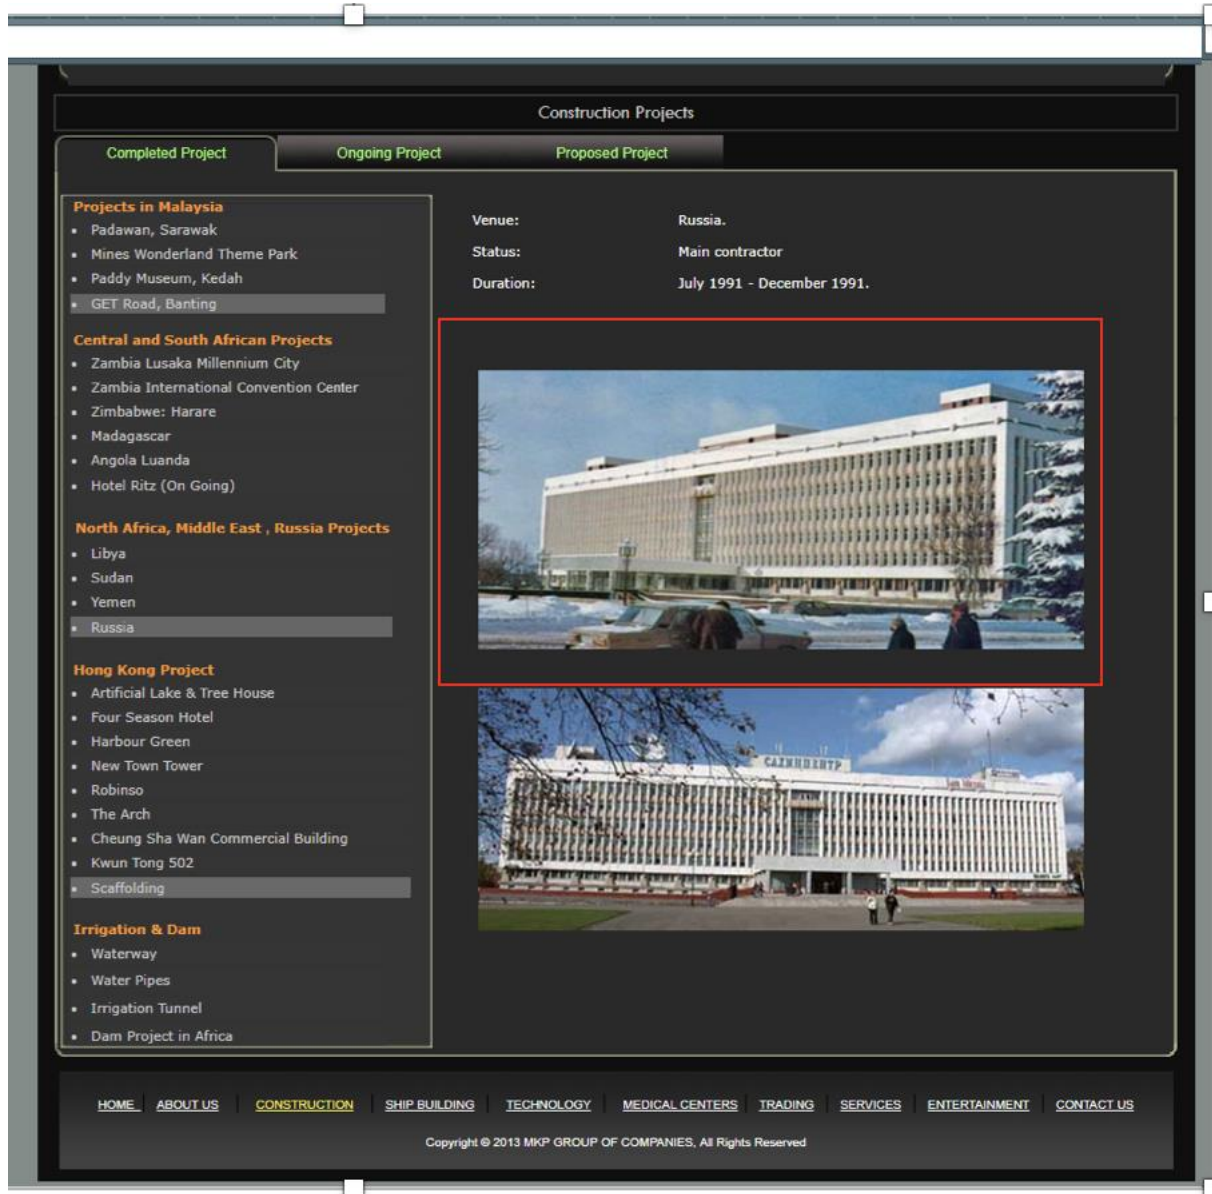 Construction Projects
Completed Project
Ongoing Project
Proposed Project
Projects in Malaysia
• Padawan, Sarawak
• Mines Wonderland Theme Park
• Paddy Museum, Kedah
• GET Road, Banting
Central and South African Projects
• Zambia Lusaka Millennium City
• Zambia International Convention Center
• Zimbabwe: Harare
• Madagascar
• Angola Luanda
• Hotel Ritz (On Going)
North Africa, Middle East , Russia Projects
• Libya
• Sudan
• Yemen
• Russia
Hong Kong Project
• Artificial Lake & Tree House
• Four Season Hotel
• Harbour Green
• New Town Tower
• Robinso
• The Arch
• Cheung Sha Wan Commercial Building
• Kwun Tong 502
• Scaffolding
Irrigation & Dam
• Waterway
• Water Pipes
• Irrigation Tunnel
• Dam Project in Africa
Venue: Russia.
Status: Main contractor
Duration: July 1991 - December 1991.
HOME ABOUT US CONSTRUCTION SHIP BUILDING TECHNOLOGY MEDICAL CENTERS TRADING SERVICES ENTERTAINMENT CONTACT US
Copyright © 2013 MKP GROUP OF COMPANIES, All Rights Reserved